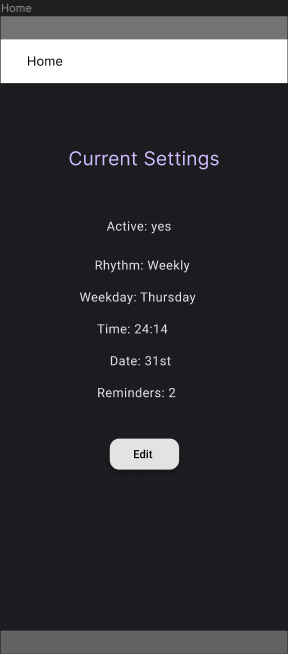 Home
Home
Current Settings
Active: yes
Rhythm: Weekly
Weekday: Thursday
Time: 24:14
Date: 31st
Reminders: 2
Edit